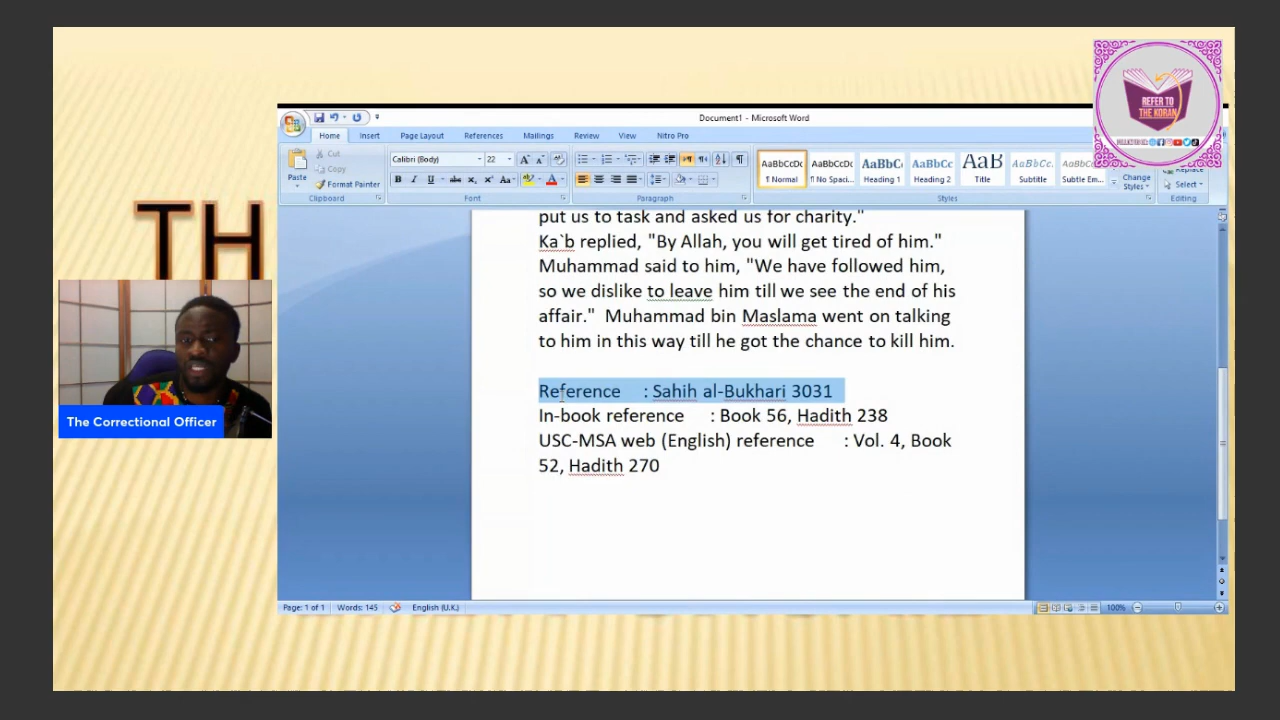 TH
REFER TO
THE KORAN
Document1 - Microsoft Word
Home Insert Page Layout References Mailings Review View Nitro Pro
Cut
Copy
Format Painter
Paste
Clipboard
Calibri (Body) 22
Font
Paragraph
AaBbCcDc AaBbCcDc AaBbC AaBbCc AaB AaBbCc. AaBbCc
¶ Normal ¶ No Spaci... Heading 1 Heading 2 Title Subtitle Subtle Em...
Change
Styles
Styles
Replace
Select
Editing
put us to task and asked us for charity."
Ka`b replied, "By Allah, you will get tired of him."
Muhammad said to him, "We have followed him,
so we dislike to leave him till we see the end of his
affair." Muhammad bin Maslama went on talking
to him in this way till he got the chance to kill him.
Reference : Sahih al-Bukhari 3031
In-book reference : Book 56, Hadith 238
USC-MSA web (English) reference : Vol. 4, Book
52, Hadith 270
The Correctional Officer
Page: 1 of 1 Words: 145 English (U.K.) 100%